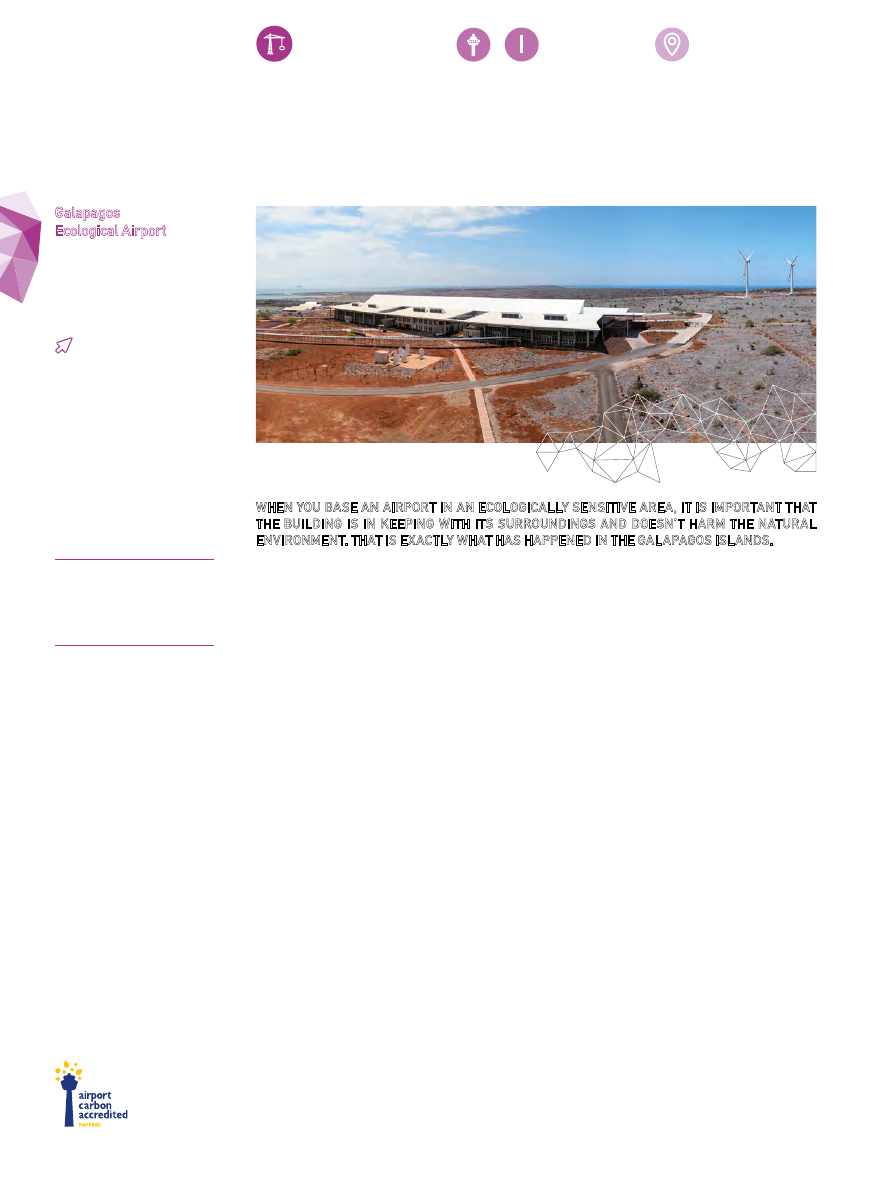 Galapagos
Ecological Airport
WHEN YOU BASE AN AIRPORT IN AN ECOLOGICALLY SENSITIVE AREA, IT IS IMPORTANT THAT
THE BUILDING IS IN KEEPING WITH ITS SURROUNDINGS AND DOESN'T HARM THE NATURAL
ENVIRONMENT. THAT IS EXACTLY WHAT HAS HAPPENED IN THE GALAPAGOS ISLANDS.
airport
carbon
accredited
MAPPING